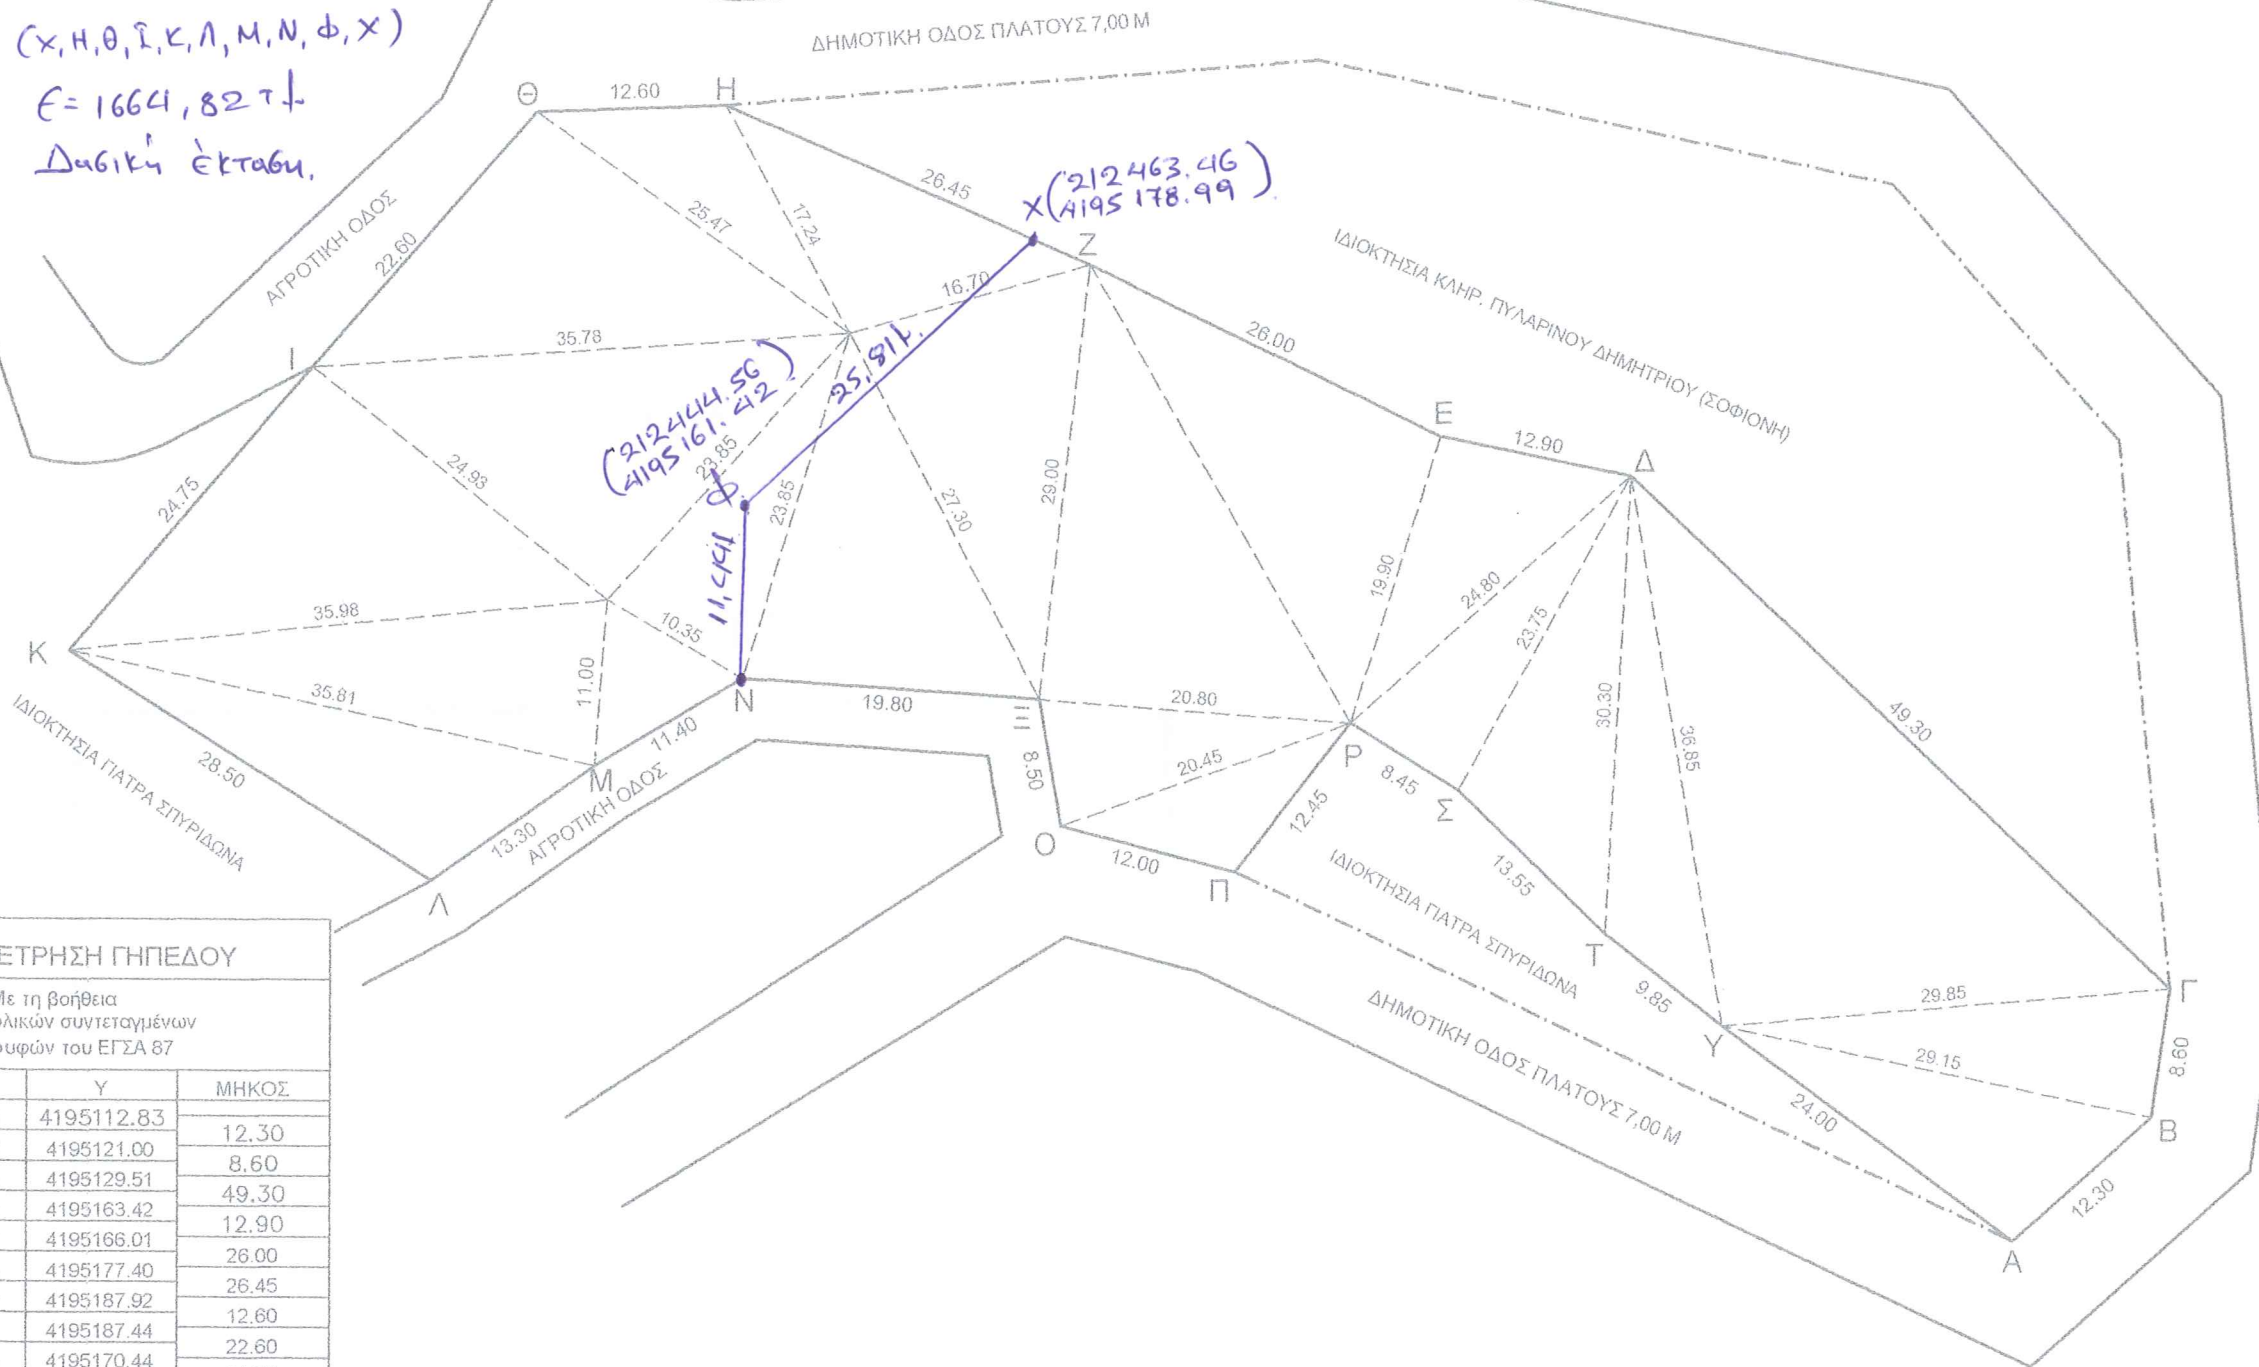 (Χ, Η, Θ, Ι, Κ, Λ, Μ, Ν, Φ, Χ)
Ε= 1664,82 τμ
Δασική έκταση.
ΔΗΜΟΤΙΚΗ ΟΔΟΣ ΠΛΑΤΟΥΣ 7,00 Μ
Θ
12.60
Η
ΑΓΡΟΤΙΚΗ ΟΔΟΣ
22.60
25.47
17.24
26.45
Χ(212463.46
4195178.99)
Ζ
16.70
ΙΔΙΟΚΤΗΣΙΑ ΚΛΗΡ. ΠΥΛΑΡΙΝΟΥ ΔΗΜΗΤΡΙΟΥ (ΣΟΦΙΟΝΗ)
Ι
35.78
25,81μ.
26.00
(212444.56
4195161.42)
23.85
Φ
Ε
12.90
Δ
24.75
24.93
23.85
27.30
29.00
11,44μ
19.90
24.80
23.75
Κ
35.98
10.35
11.00
35.81
Ν
19.80
Ξ
20.80
30.30
36.85
49.30
ΙΔΙΟΚΤΗΣΙΑ ΓΙΑΤΡΑ ΣΠΥΡΙΔΩΝΑ
28.50
11.40
Μ
8.50
20.45
Ρ
8.45
Σ
12.45
13.30
ΑΓΡΟΤΙΚΗ ΟΔΟΣ
Ο
12.00
Π
ΙΔΙΟΚΤΗΣΙΑ ΓΙΑΤΡΑ ΣΠΥΡΙΔΩΝΑ
13.55
Λ
Τ
9.85
29.85
Γ
Υ
29.15
8.60
Β
ΔΗΜΟΤΙΚΗ ΟΔΟΣ ΠΛΑΤΟΥΣ 7,00 Μ
24.00
12.30
Α
ΕΤΡΗΣΗ ΓΗΠΕΔΟΥ
Με τη βοήθεια
ολικών συντεταγμένων
ρυφών του ΕΓΣΑ 87
Υ ΜΗΚΟΣ
4195112.83
12.30
4195121.00
8.60
4195129.51
49.30
4195163.42
12.90
4195166.01
26.00
4195177.40
26.45
4195187.92
12.60
4195187.44
22.60
4195170.44